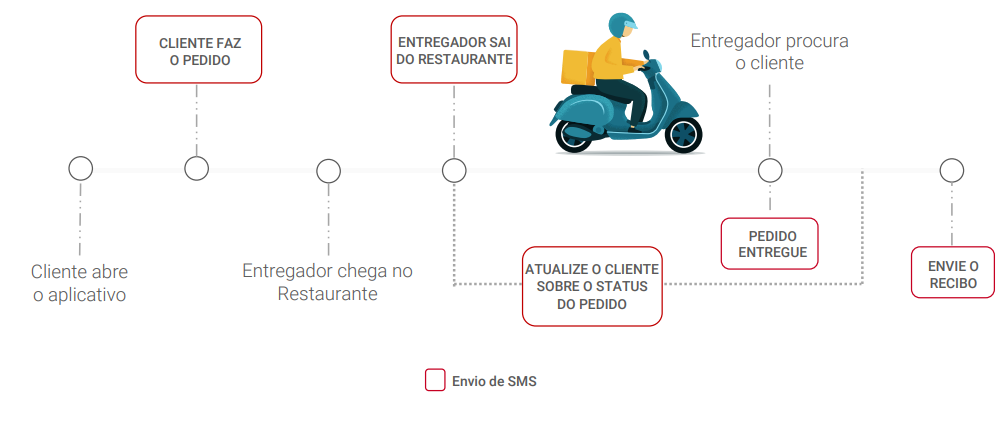 CLIENTE FAZ
O PEDIDO
ENTREGADOR SAI
DO RESTAURANTE
Entregador procura
o cliente
Cliente abre
o aplicativo
Entregador chega no
Restaurante
ATUALIZE O CLIENTE
SOBRE O STATUS
DO PEDIDO
PEDIDO
ENTREGUE
ENVIE O
RECIBO
Envio de SMS